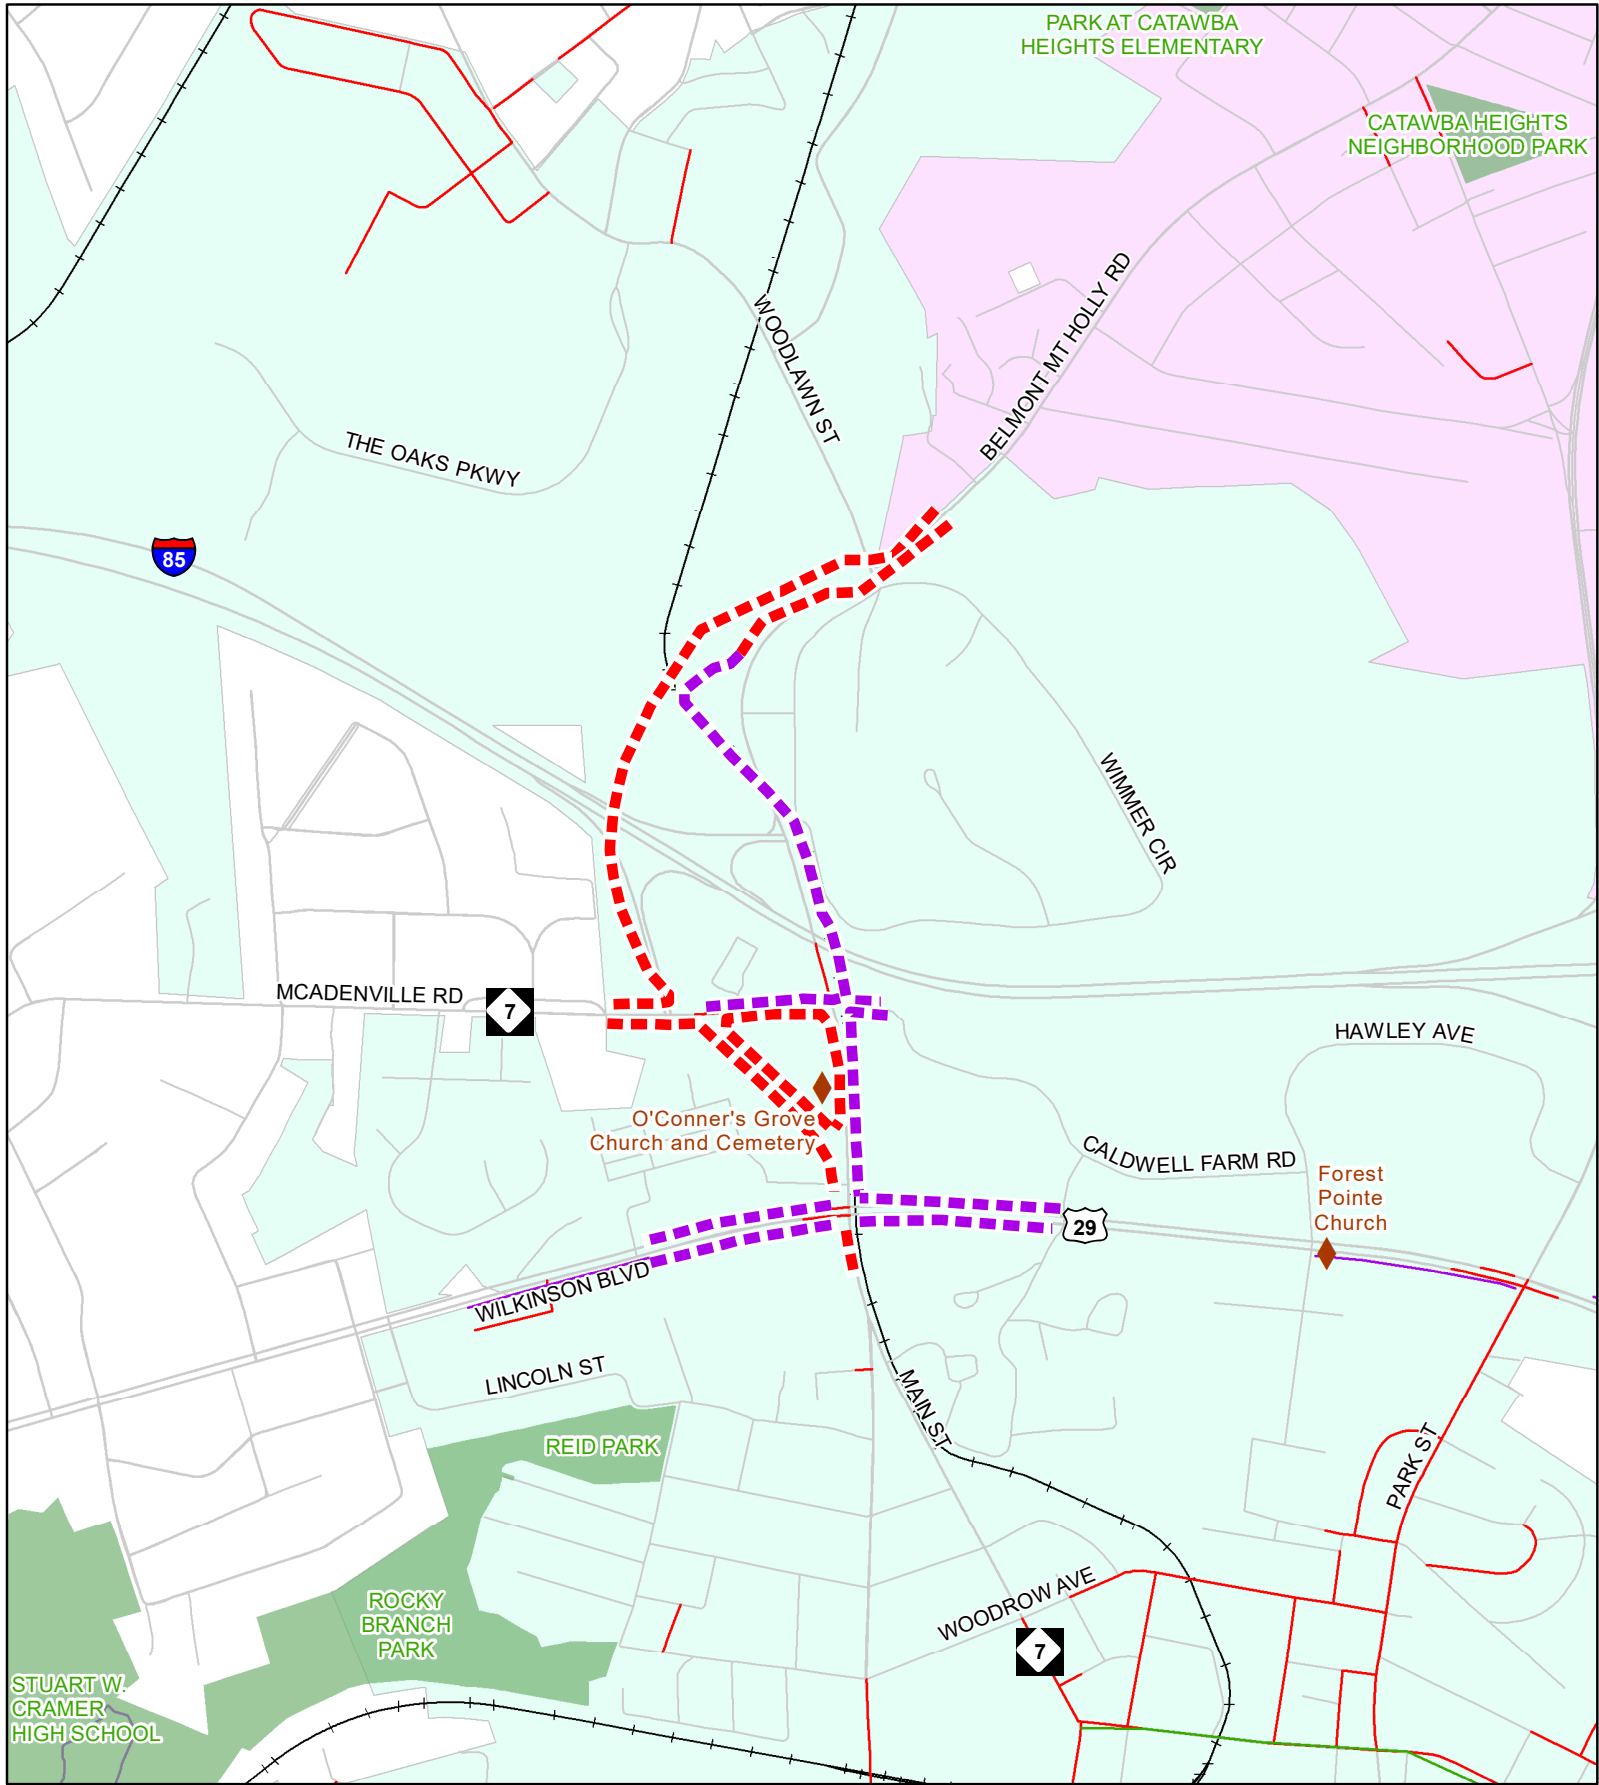 PARK AT CATAWBA
HEIGHTS ELEMENTARY
CATAWBA HEIGHTS
NEIGHBORHOOD PARK
WOODLAWN ST
BELMONT-MT HOLLY RD
THE OAKS PKWY
85
WIMMER CIR
MCADENVILLE RD
7
HAWLEY AVE
O'Conner's Grove
Church and Cemetery
CALDWELL FARM RD
Forest
Pointe
Church
29
WILKINSON BLVD
LINCOLN ST
MAIN ST
REID PARK
PARK ST
ROCKY
BRANCH
PARK
WOODROW AVE
7
STUART W.
CRAMER
HIGH SCHOOL